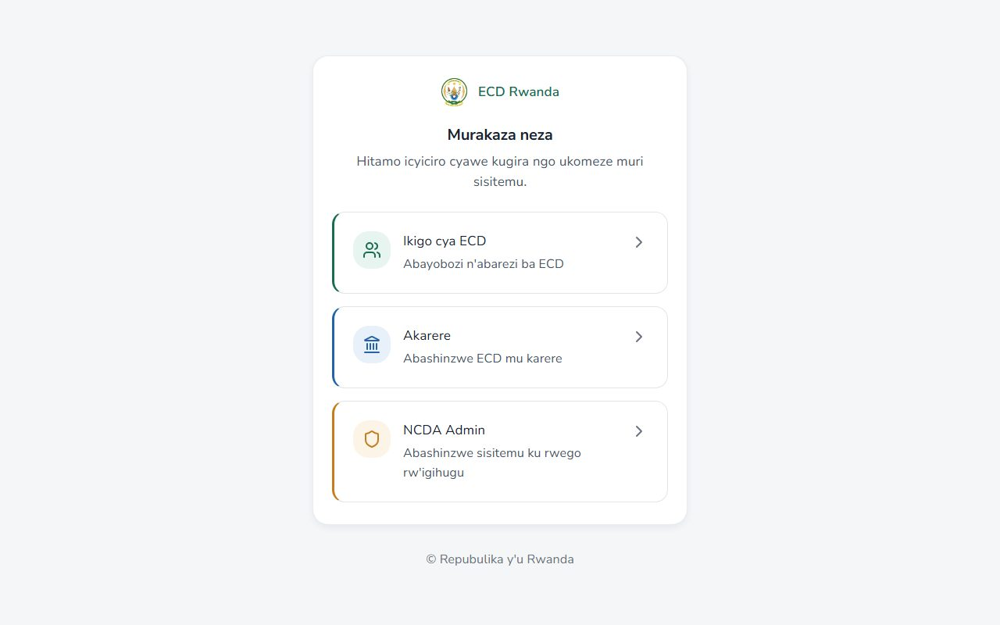 ECD Rwanda
Murakaza neza
Hitamo icyiciro cyawe kugira ngo ukomeze muri
sisitemu.
Ikigo cya ECD
Abayobozi n'abarezi ba ECD
Akarere
Abashinzwe ECD mu karere
NCDA Admin
Abashinzwe sisitemu ku rwego
rw'igihugu
© Repubulika y'u Rwanda